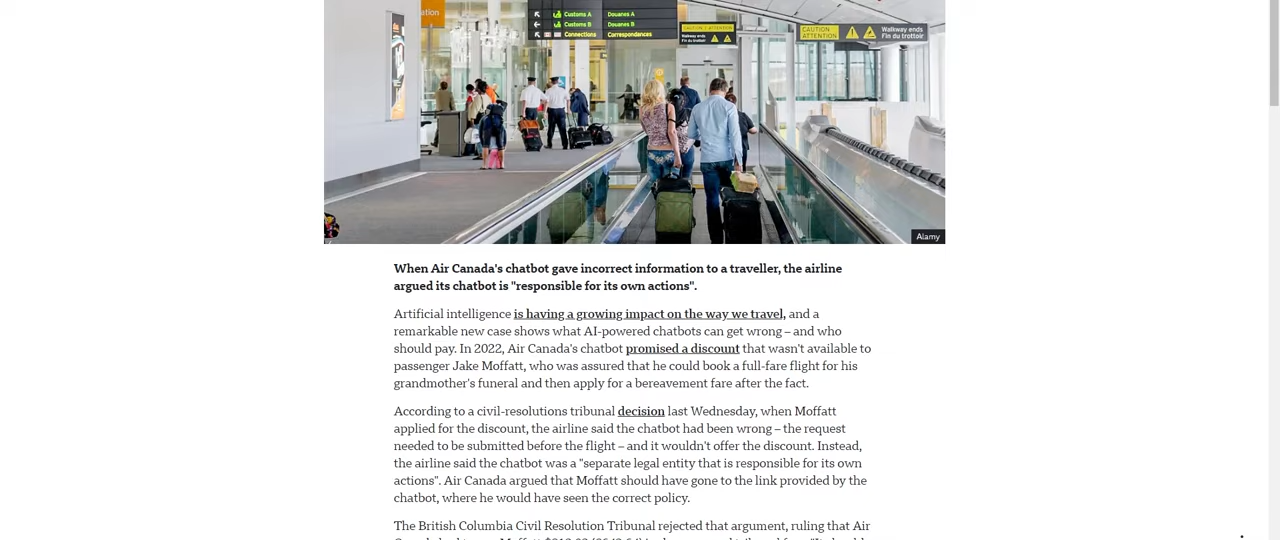 ation
Customs A Douanes A
Customs B Douanes B
Connections Correspondances
CAUTION / ATTENTION
Walkway ends
Fin du trottoir
CAUTION
ATTENTION
Walkway ends
Fin du trottoir
Alamy
When Air Canada's chatbot gave incorrect information to a traveller, the airline
argued its chatbot is "responsible for its own actions".
Artificial intelligence is having a growing impact on the way we travel, and a
remarkable new case shows what AI-powered chatbots can get wrong – and who
should pay. In 2022, Air Canada's chatbot promised a discount that wasn't available to
passenger Jake Moffatt, who was assured that he could book a full-fare flight for his
grandmother's funeral and then apply for a bereavement fare after the fact.
According to a civil-resolutions tribunal decision last Wednesday, when Moffatt
applied for the discount, the airline said the chatbot had been wrong – the request
needed to be submitted before the flight – and it wouldn't offer the discount. Instead,
the airline said the chatbot was a "separate legal entity that is responsible for its own
actions". Air Canada argued that Moffatt should have gone to the link provided by the
chatbot, where he would have seen the correct policy.
The British Columbia Civil Resolution Tribunal rejected that argument, ruling that Air